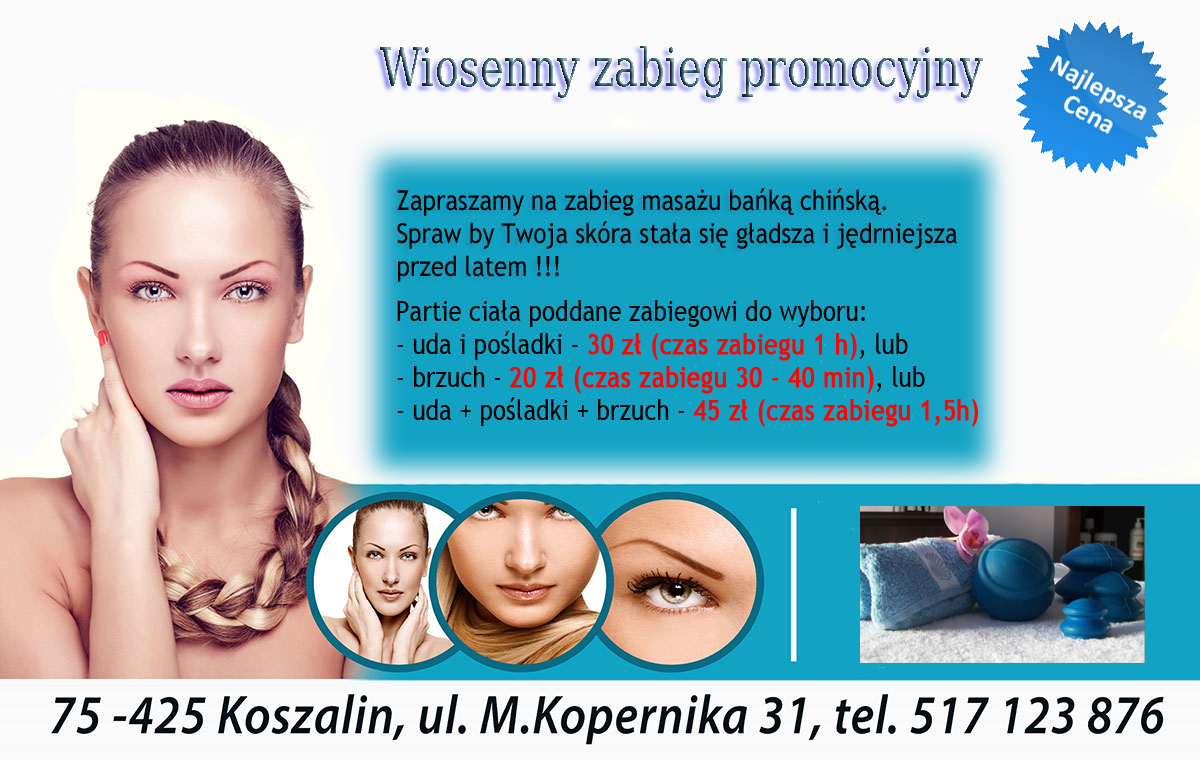 Wiosenny zabieg promocyjny
Najlepsza
Cena
Zapraszamy na zabieg masażu bańką chińską.
Spraw by Twoja skóra stała się gładsza i jędrniejsza
przed latem !!!
Partie ciała poddane zabiegowi do wyboru:
- uda i pośladki - 30 zł (czas zabiegu 1 h), lub
- brzuch - 20 zł (czas zabiegu 30 - 40 min), lub
- uda + pośladki + brzuch - 45 zł (czas zabiegu 1,5h)
75 -425 Koszalin, ul. M.Kopernika 31, tel. 517 123 876